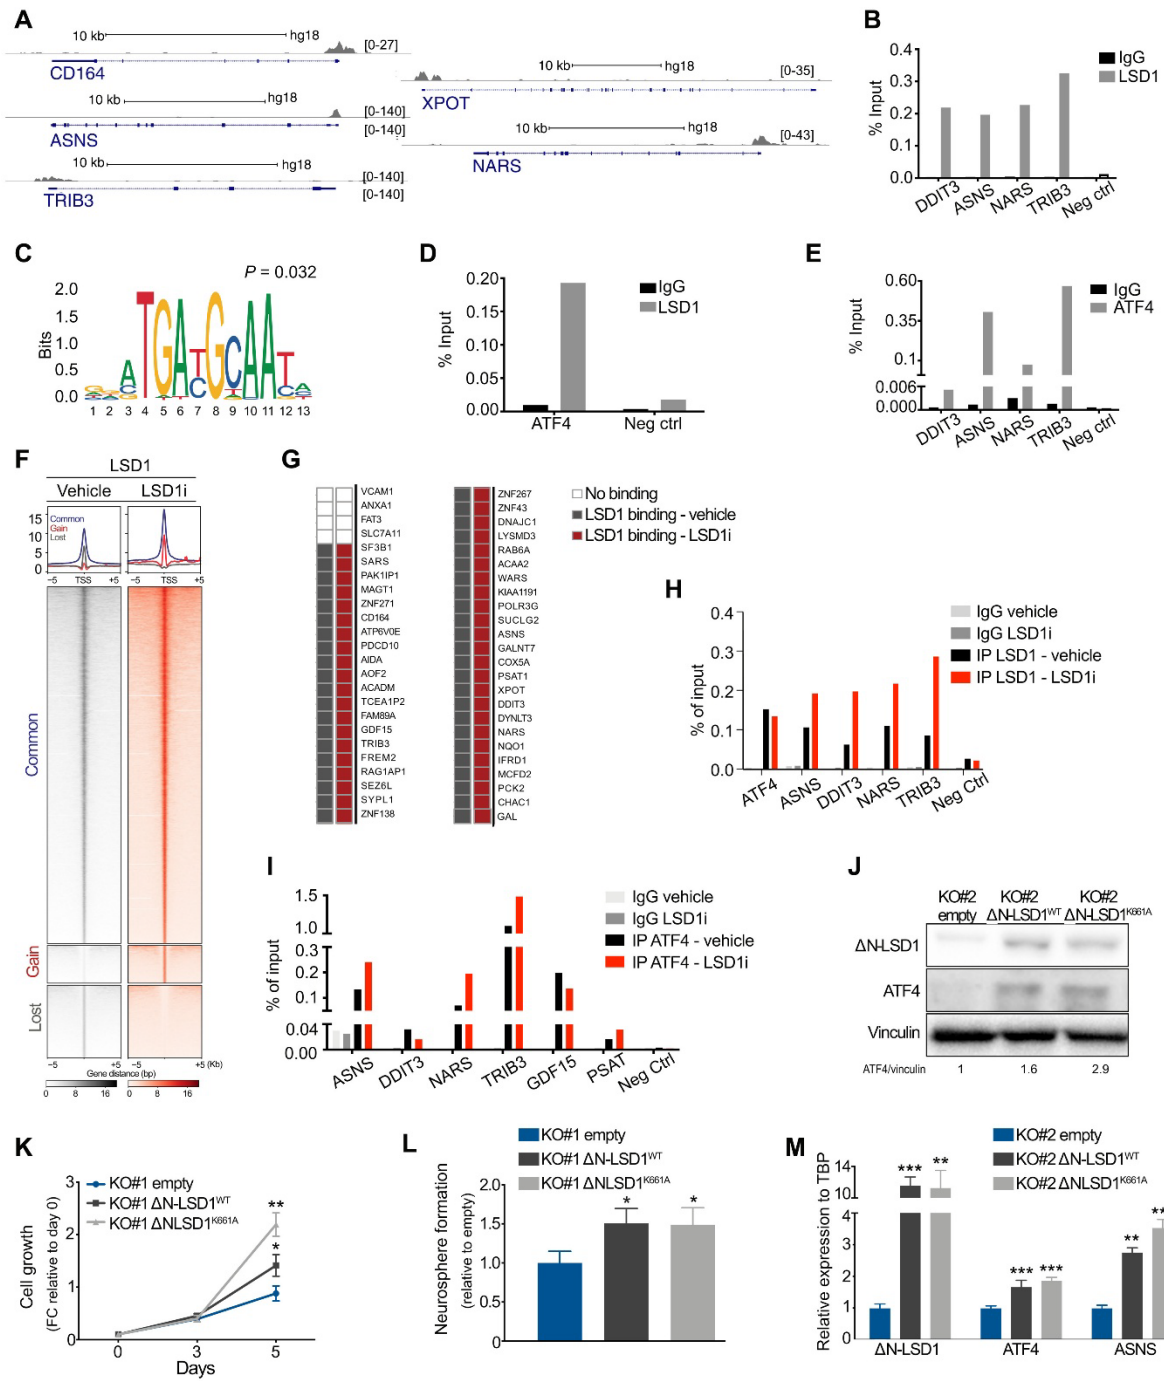 A
10 kb hg18
[0-27]
CD164
10 kb hg18
[0-140]
[0-140]
ASNS
10 kb hg18
[0-140]
[0-140]
TRIB3
10 kb hg18
[0-35]
XPOT
10 kb hg18
[0-43]
NARS
B
IgG
LSD1
% Input
0.4
0.3
0.2
0.1
0.0
DDIT3 ASNS NARS TRIB3 Neg ctrl
C
P = 0.032
Bits
2.0
1.5
1.0
0.5
0.0
1 2 3 4 5 6 7 8 9 10 11 12 13
D
IgG
LSD1
% Input
0.20
0.15
0.10
0.05
0.00
ATF4 Neg ctrl
E
IgG
ATF4
% Input
0.60
0.35
0.1
0.006
0.000
DDIT3 ASNS NARS TRIB3 Neg ctrl
F
LSD1
Vehicle LSD1i
Common
Gain
Lost
15
10
5
0
−5 TSS +5 −5 TSS +5
Common
Gain
Lost
−5 +5 −5 +5 (Kb)
Gene distance (bp)
0 8 16 0 8 16
G
No binding
LSD1 binding - vehicle
LSD1 binding - LSD1i
VCAM1
ANXA1
FAT3
SLC7A11
SF3B1
SARS
PAK1IP1
MAGT1
ZNF271
CD164
ATP6V0E
PDCD10
AIDA
AOF2
ACADM
TCEA1P2
FAM89A
GDF15
TRIB3
FREM2
RAG1AP1
SEZ6L
SYPL1
ZNF138
ZNF267
ZNF43
DNAJC1
LYSMD3
RAB6A
ACAA2
WARS
KIAA1191
POLR3G
SUCLG2
ASNS
GALNT7
COX5A
PSAT1
XPOT
DDIT3
DYNLT3
NARS
NQO1
IFRD1
MCFD2
PCK2
CHAC1
GAL
H
IgG vehicle
IgG LSD1i
IP LSD1 - vehicle
IP LSD1 - LSD1i
% of input
0.4
0.3
0.2
0.1
0.0
ATF4 ASNS DDIT3 NARS TRIB3 Neg Ctrl
I
IgG vehicle
IgG LSD1i
IP ATF4 - vehicle
IP ATF4 - LSD1i
% of input
1.5
1.0
0.3
0.2
0.1
0.04
0.00
ASNS DDIT3 NARS TRIB3 GDF15 PSAT Neg Ctrl
J
KO#2 empty KO#2 ΔN-LSD1WT KO#2 ΔN-LSD1K661A
ΔN-LSD1
ATF4
Vinculin
ATF4/vinculin 1 1.6 2.9
K
KO#1 empty
KO#1 ΔN-LSD1WT
KO#1 ΔNLSD1K661A
Cell growth
(FC relative to day 0)
3
2
1
0
**
*
0 3 5
Days
L
KO#1 empty
KO#1 ΔN-LSD1WT
KO#1 ΔNLSD1K661A
Neurosphere formation
(relative to empty)
2.0
1.5
1.0
0.5
0
* *
M
KO#2 empty
KO#2 ΔN-LSD1WT
KO#2 ΔNLSD1K661A
Relative expression to TBP
14
10
4
3
2
1
0
*** **
*** ***
** **
ΔN-LSD1 ATF4 ASNS